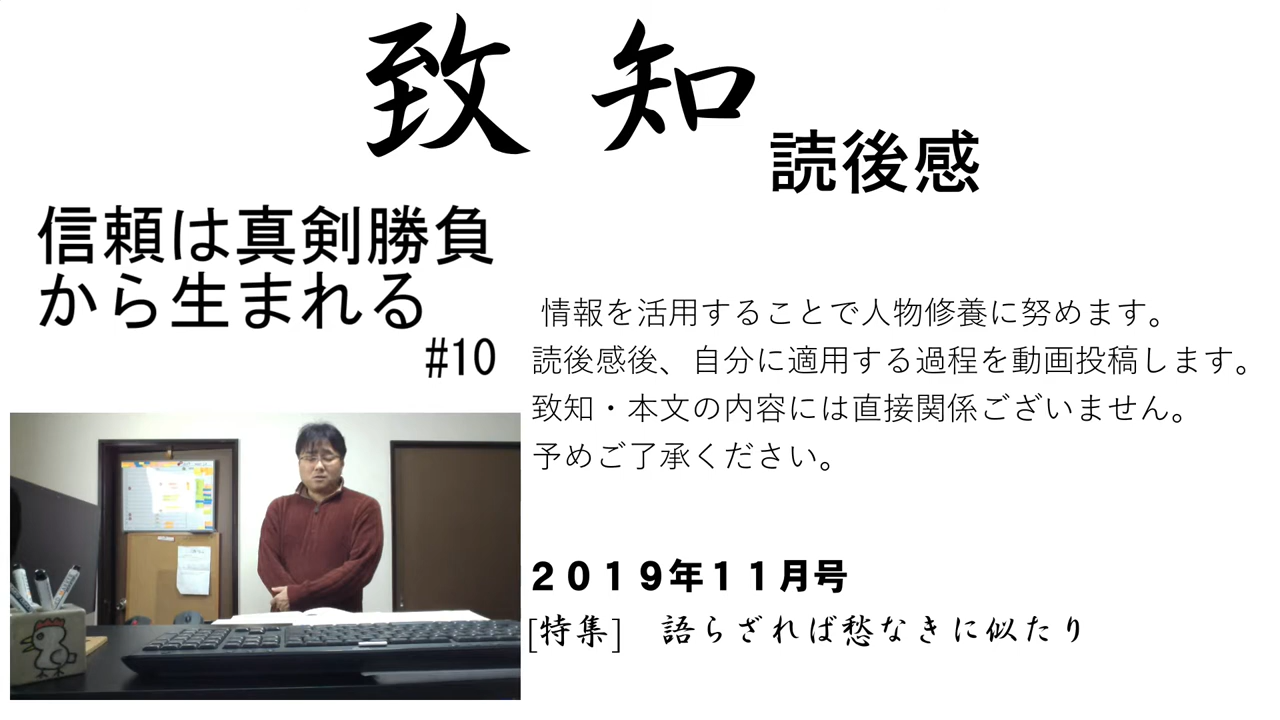 致知
読後感
信頼は真剣勝負
から生まれる
#10
情報を活用することで人物修養に努めます。
読後感後、自分に適用する過程を動画投稿します。
致知・本文の内容には直接関係ございません。
予めご了承ください。
2019年11月号
[特集] 語らざれば愁なきに似たり